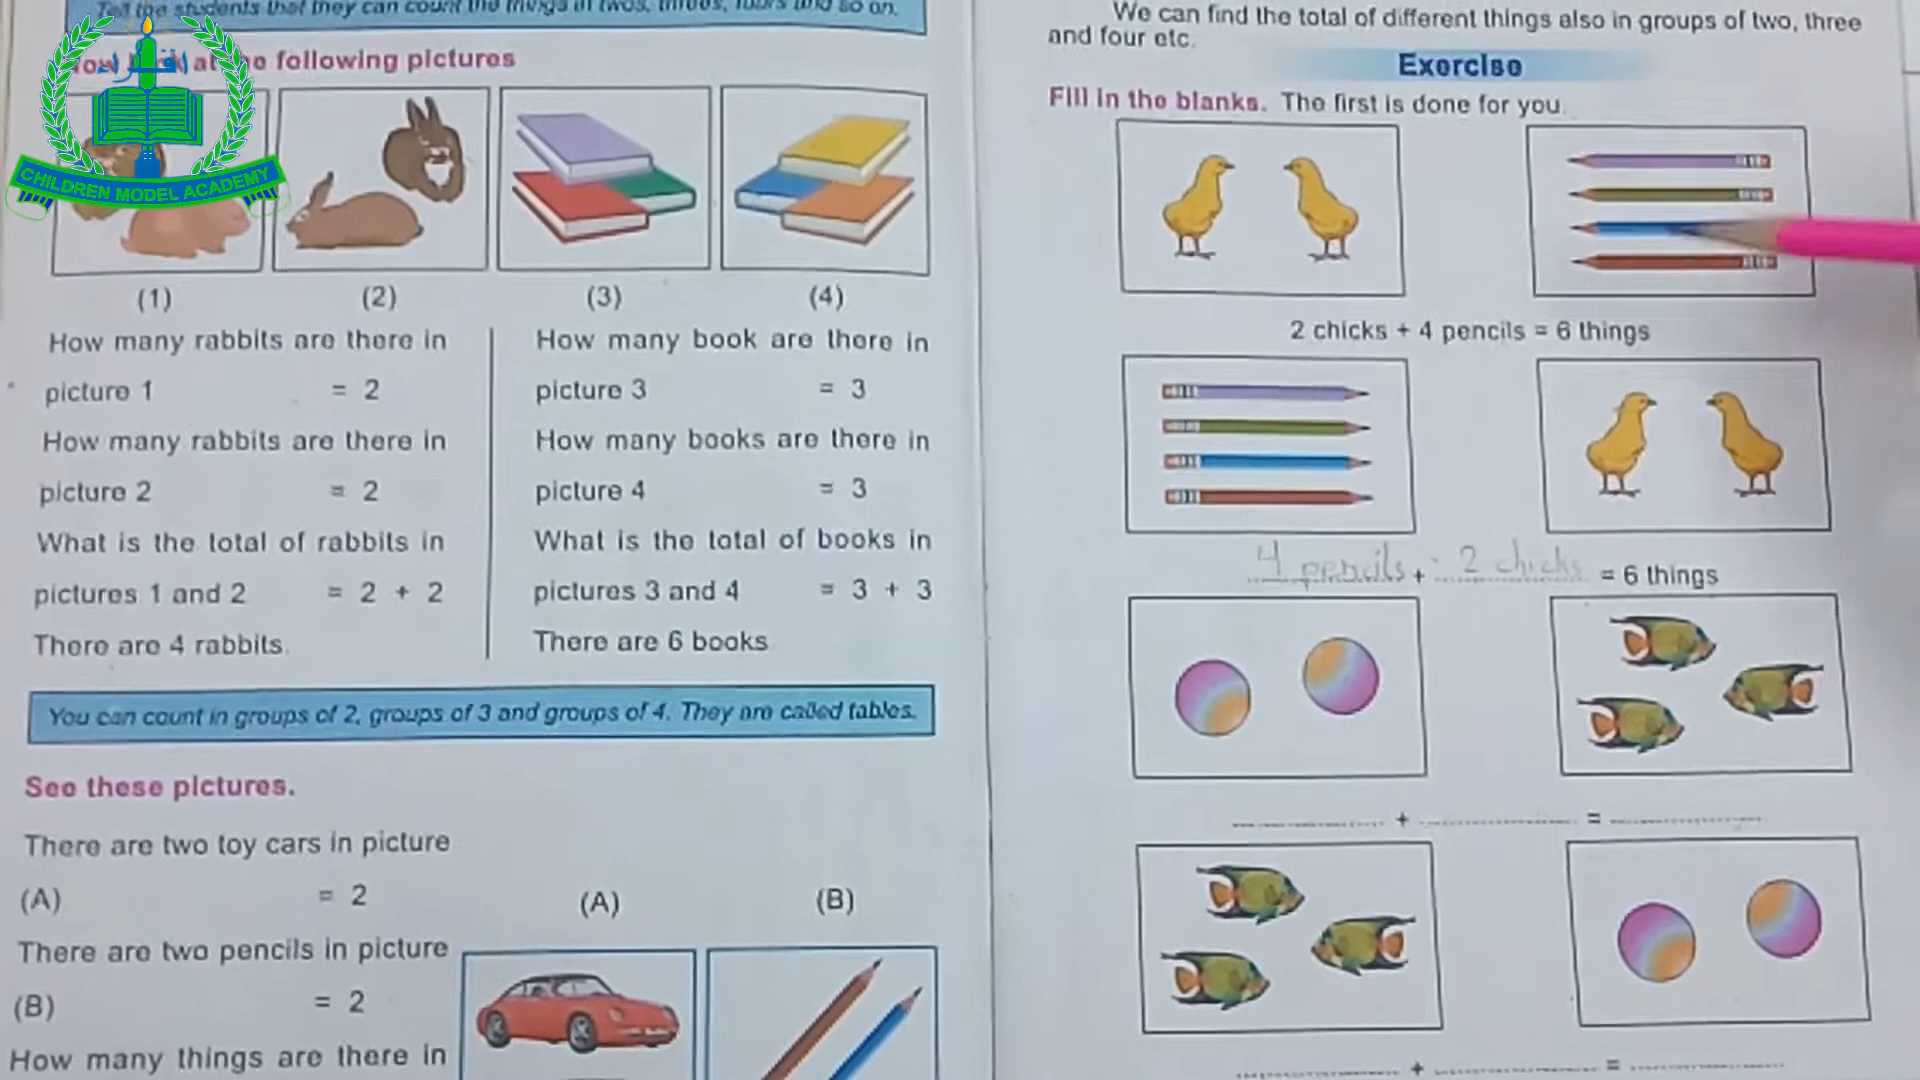 Tell the students that they can count the things in twos, threes, fours and so on.
Now look at the following pictures
اقراء
CHILDREN MODEL ACADEMY
(1) (2) (3) (4)
How many rabbits are there in
picture 1 = 2
How many rabbits are there in
picture 2 = 2
What is the total of rabbits in
pictures 1 and 2 = 2 + 2
There are 4 rabbits.
How many book are there in
picture 3 = 3
How many books are there in
picture 4 = 3
What is the total of books in
pictures 3 and 4 = 3 + 3
There are 6 books
You can count in groups of 2, groups of 3 and groups of 4. They are called tables.
See these pictures.
There are two toy cars in picture
(A) = 2
There are two pencils in picture
(B) = 2
How many things are there in
(A) (B)
We can find the total of different things also in groups of two, three
and four etc.
Exercise
Fill in the blanks. The first is done for you.
2 chicks + 4 pencils = 6 things
4 pencils + 2 chicks = 6 things
+ =
+ =